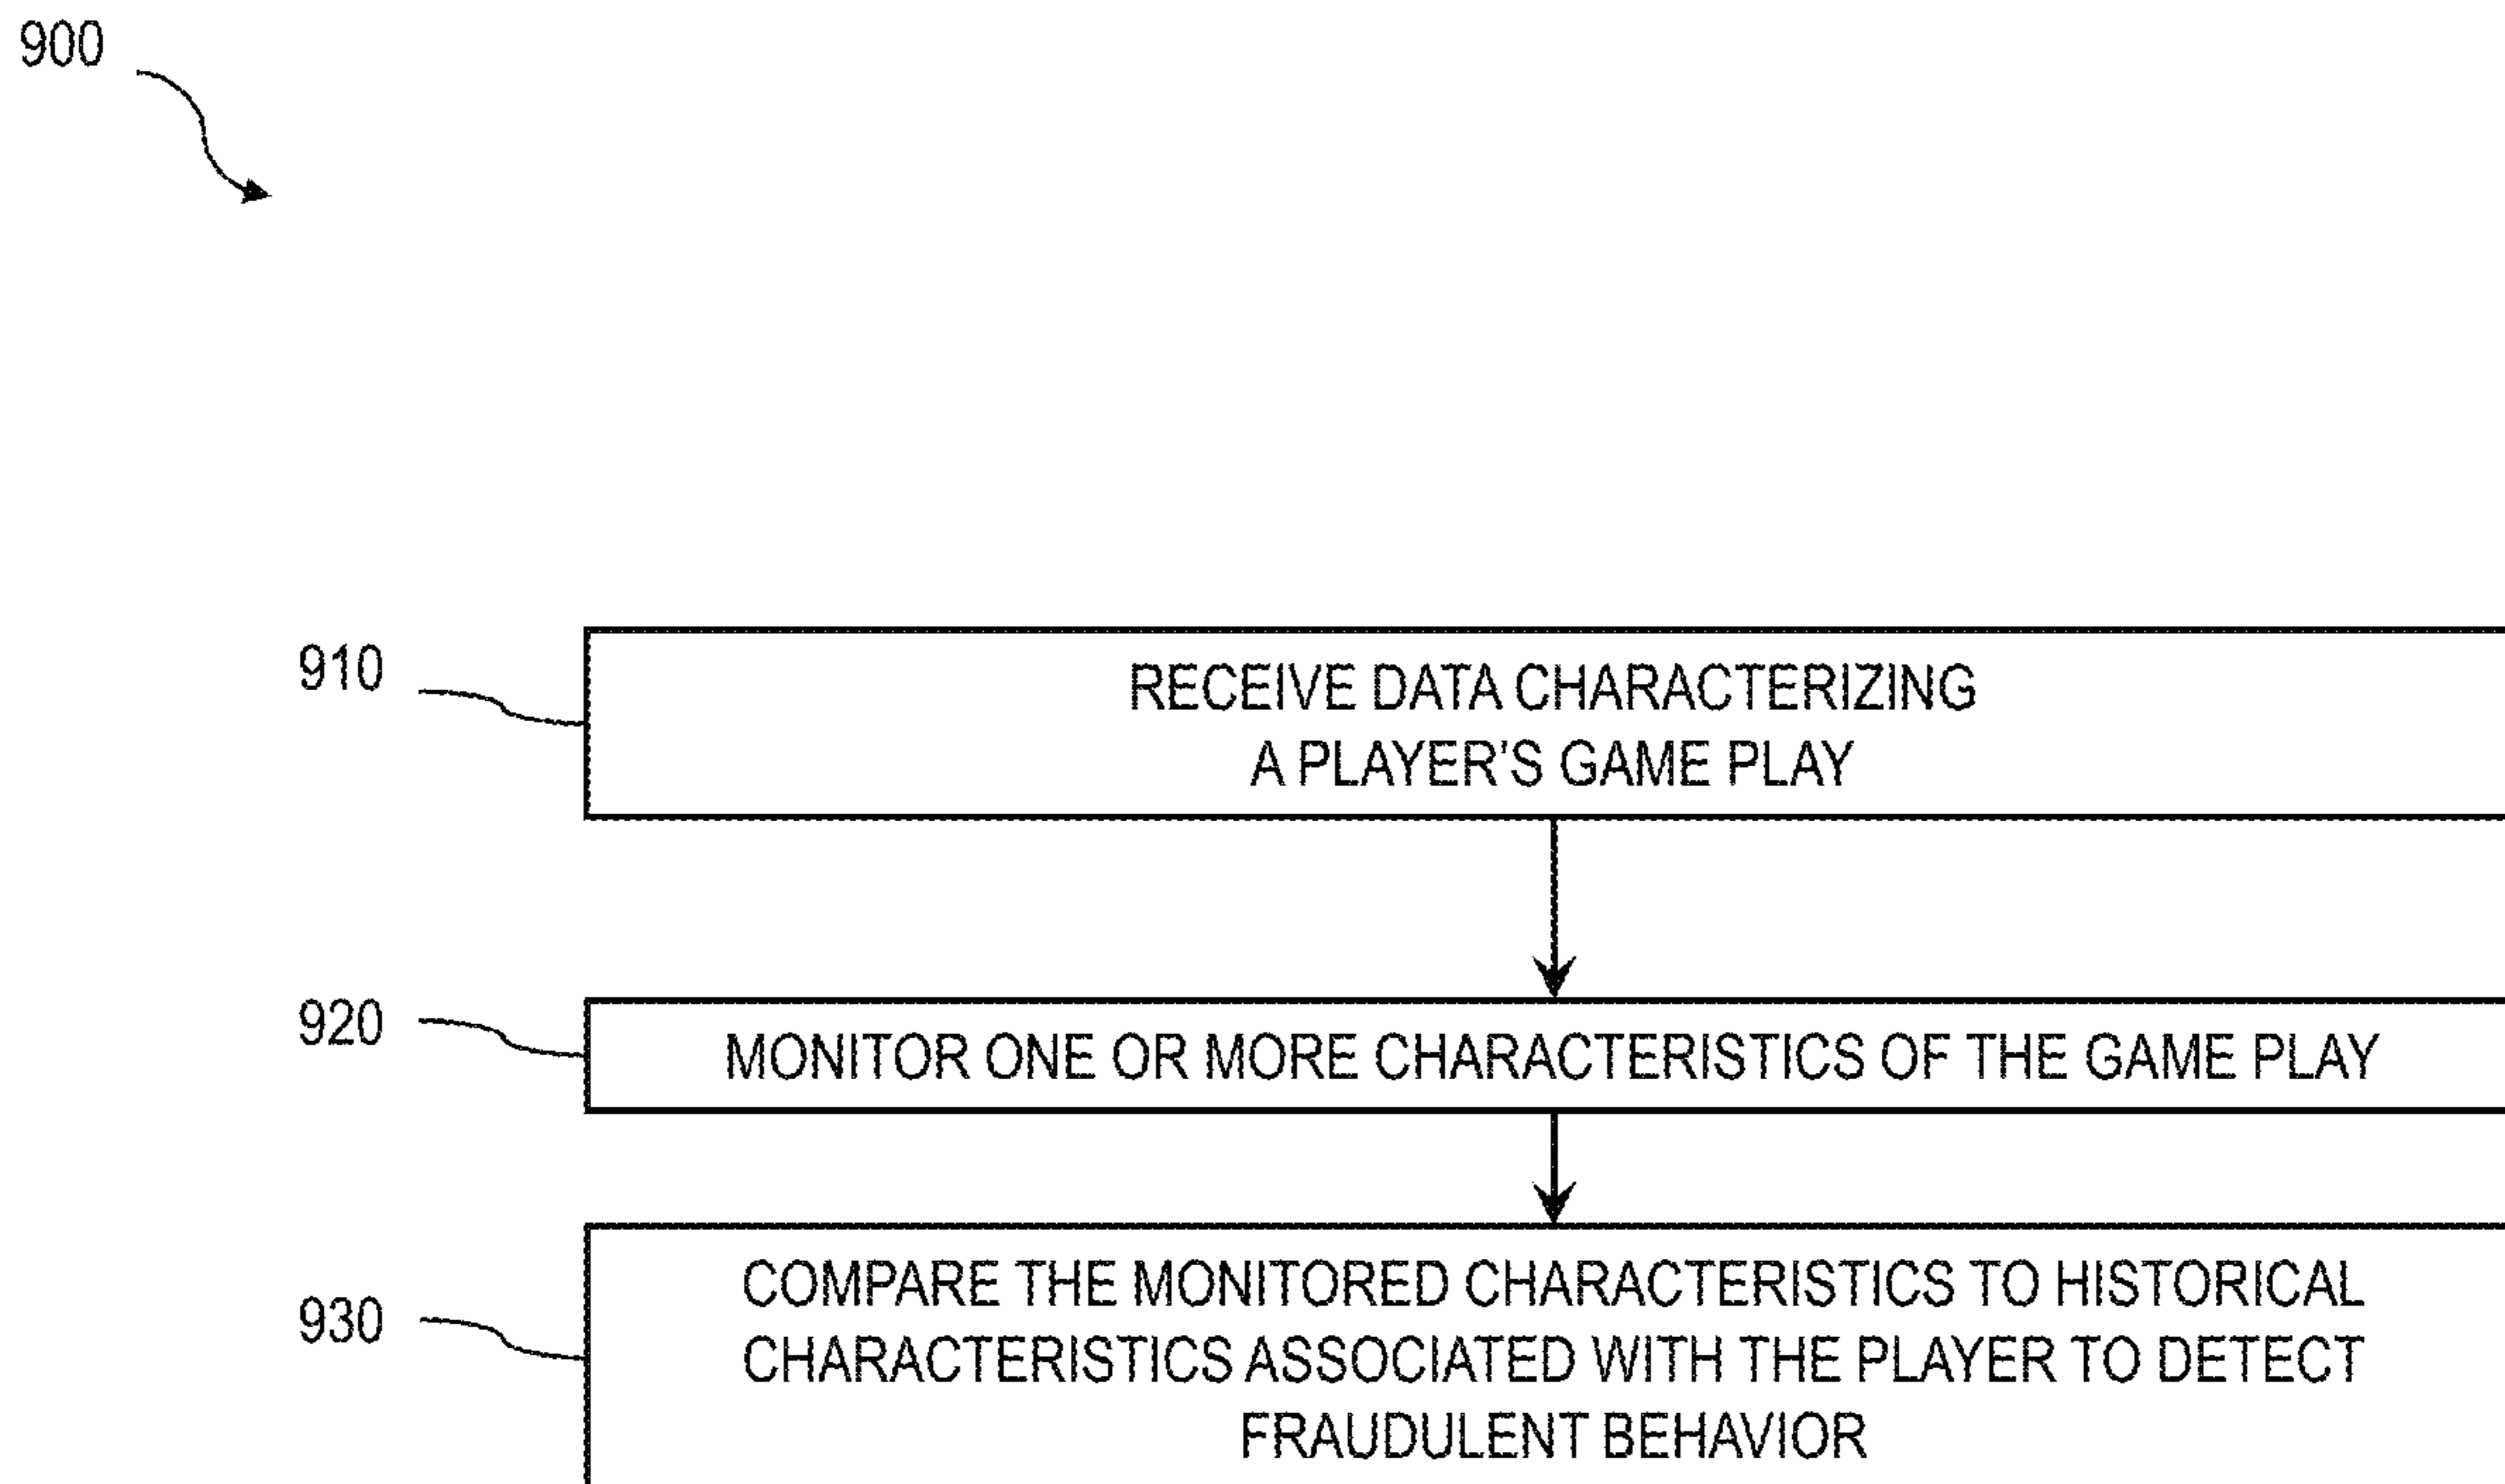 900
910
RECEIVE DATA CHARACTERIZING
A PLAYER'S GAME PLAY
920
MONITOR ONE OR MORE CHARACTERISTICS OF THE GAME PLAY
930
COMPARE THE MONITORED CHARACTERISTICS TO HISTORICAL
CHARACTERISTICS ASSOCIATED WITH THE PLAYER TO DETECT
FRAUDULENT BEHAVIOR